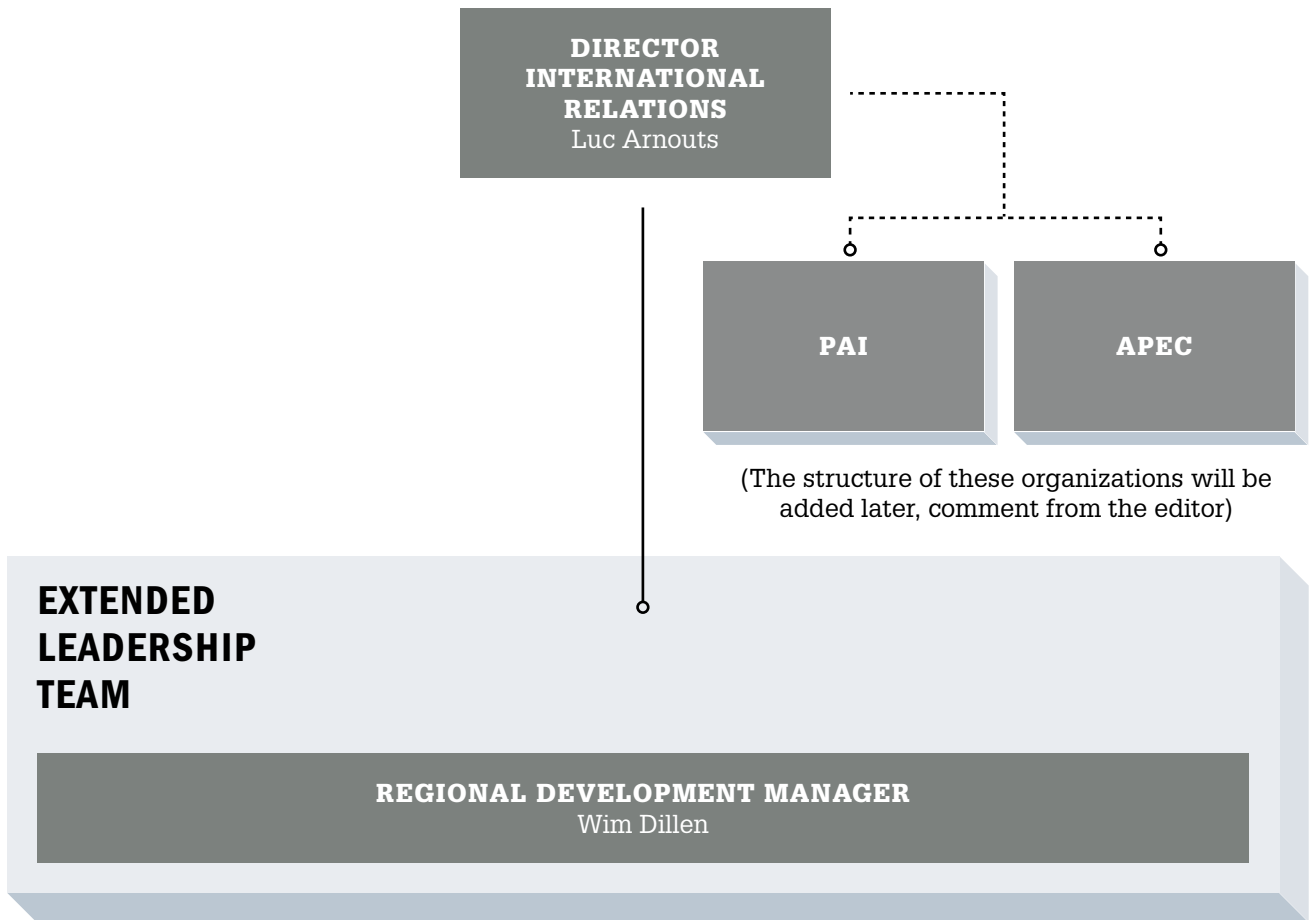 DIRECTOR
INTERNATIONAL
RELATIONS
Luc Arnouts
PAI
APEC
(The structure of these organizations will be
added later, comment from the editor)
EXTENDED
LEADERSHIP
TEAM
REGIONAL DEVELOPMENT MANAGER
Wim Dillen